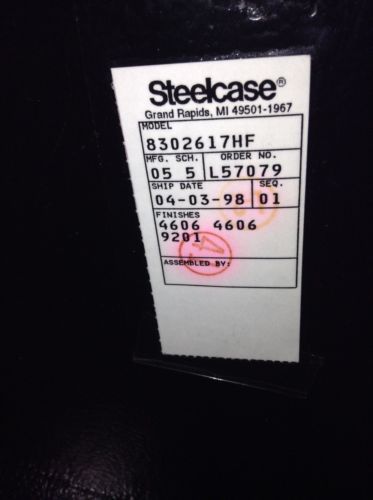 Steelcase®
Grand Rapids, MI 49501-1967
MODEL
8302617HF
MFG. SCH. ORDER NO.
05 5 L57079
SHIP DATE SEQ.
04-03-98 01
FINISHES
4606 4606
9201
ASSEMBLED BY: